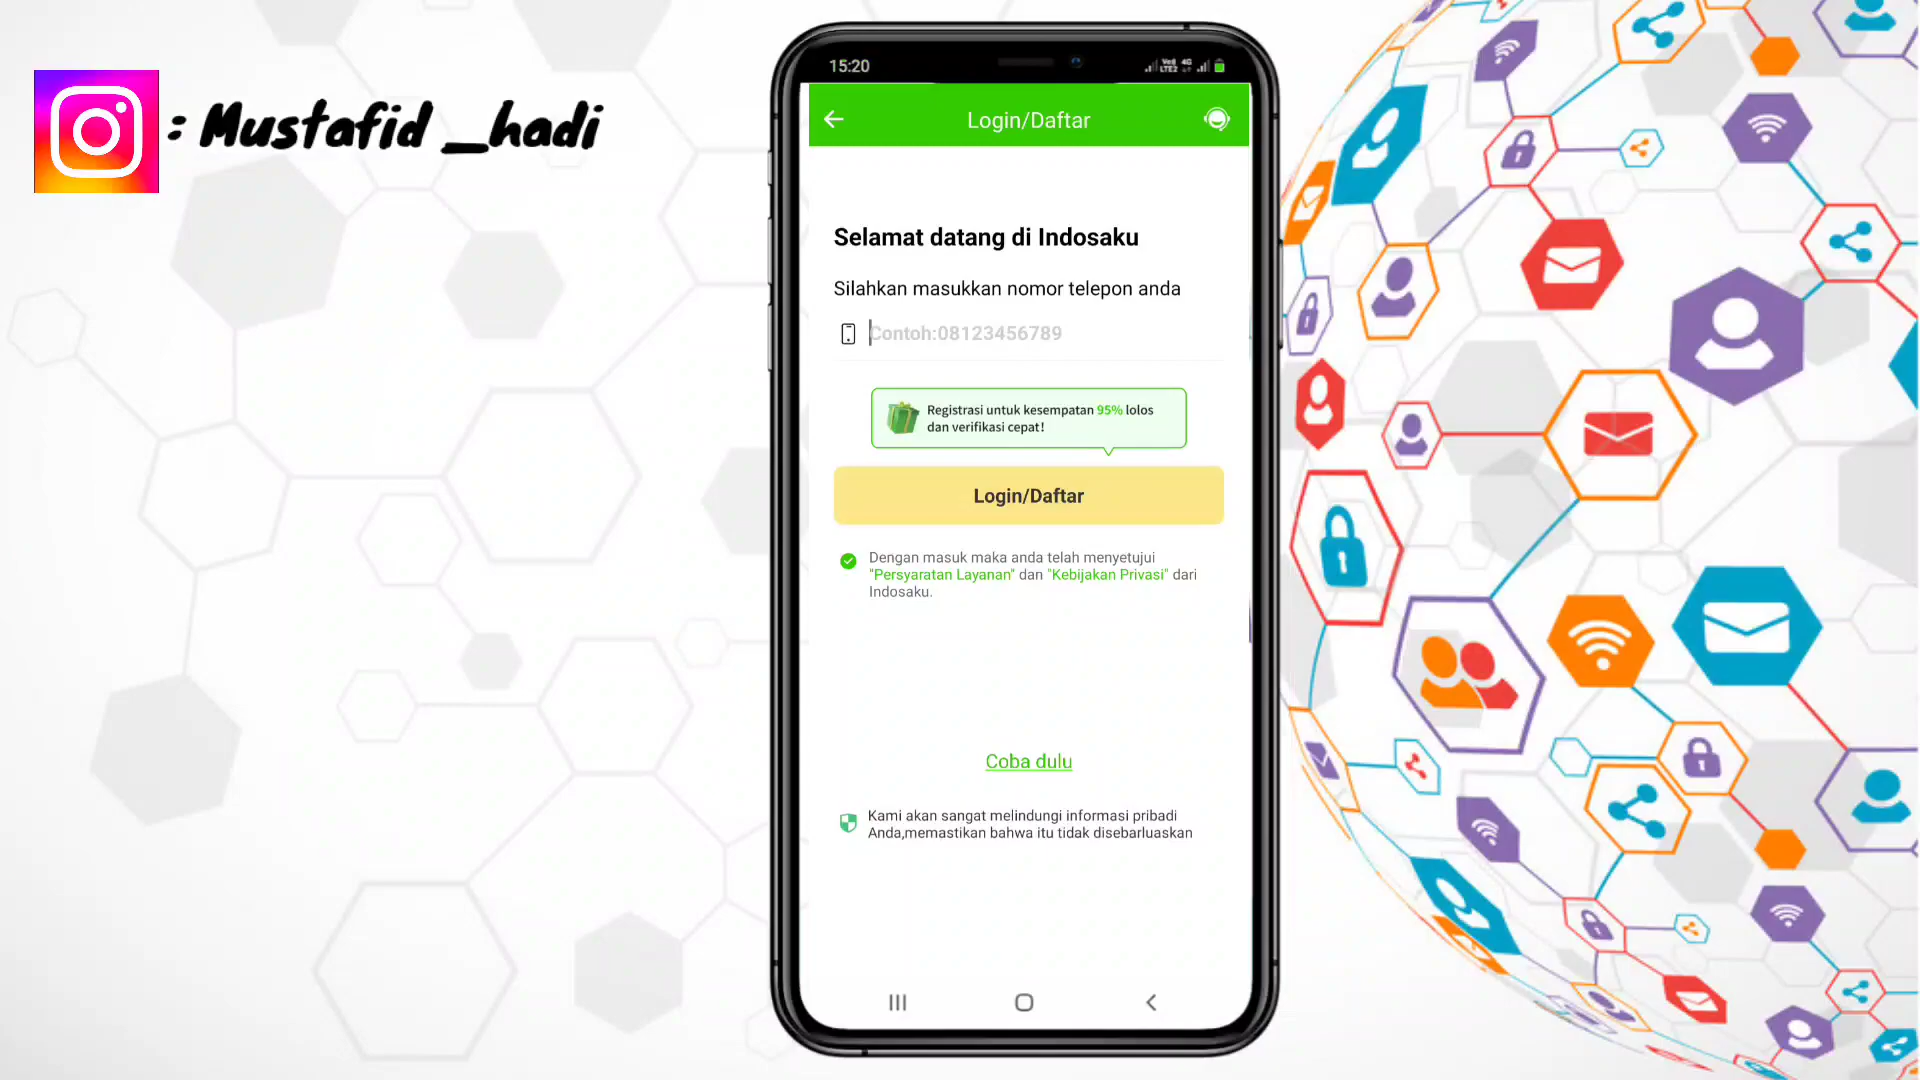 : Mustafid _hadi
15:20
Login/Daftar
Selamat datang di Indosaku
Silahkan masukkan nomor telepon anda
Contoh:08123456789
Registrasi untuk kesempatan 95% lolos
dan verifikasi cepat!
Login/Daftar
Dengan masuk maka anda telah menyetujui
"Persyaratan Layanan" dan "Kebijakan Privasi" dari
Indosaku.
Coba dulu
Kami akan sangat melindungi informasi pribadi
Anda,memastikan bahwa itu tidak disebarluaskan